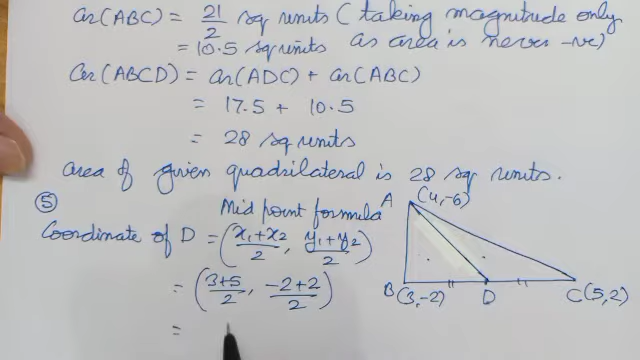 ar(ABC) = 21/2 sq units (taking magnitude only
= 10.5 sq units as area is never -ve)
ar(ABCD) = ar(ADC) + ar(ABC)
= 17.5 + 10.5
= 28 sq units
area of given quadrilateral is 28 sq units.
⑤
Mid point formula
A (4,-6)
Coordinate of D = (x₁+x₂/2, y₁+y₂/2)
= (3+5/2, -2+2/2)
B(3,-2) D C(5,2)
=